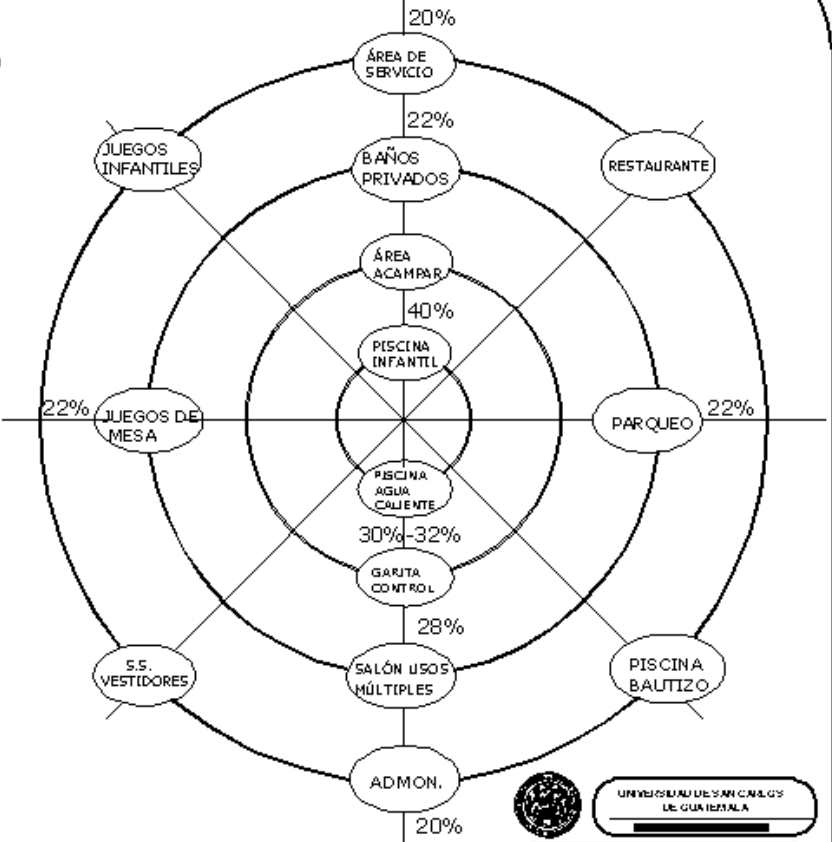 20%
ÁREA DE
SERVICIO
22%
JUEGOS
INFANTILES
BAÑOS
PRIVADOS
RESTAURANTE
ÁREA
ACAMPAR
40%
PISCINA
INFANTIL
22%
JUEGOS DE
MESA
PARQUEO
22%
PISCINA
AGUA
CALIENTE
30%-32%
GARITA
CONTROL
28%
S.S.
VESTIDORES
SALÓN USOS
MÚLTIPLES
PISCINA
BAUTIZO
ADMON.
20%
UNIVERSIDAD DE SAN CARLOS
DE GUATEMALA